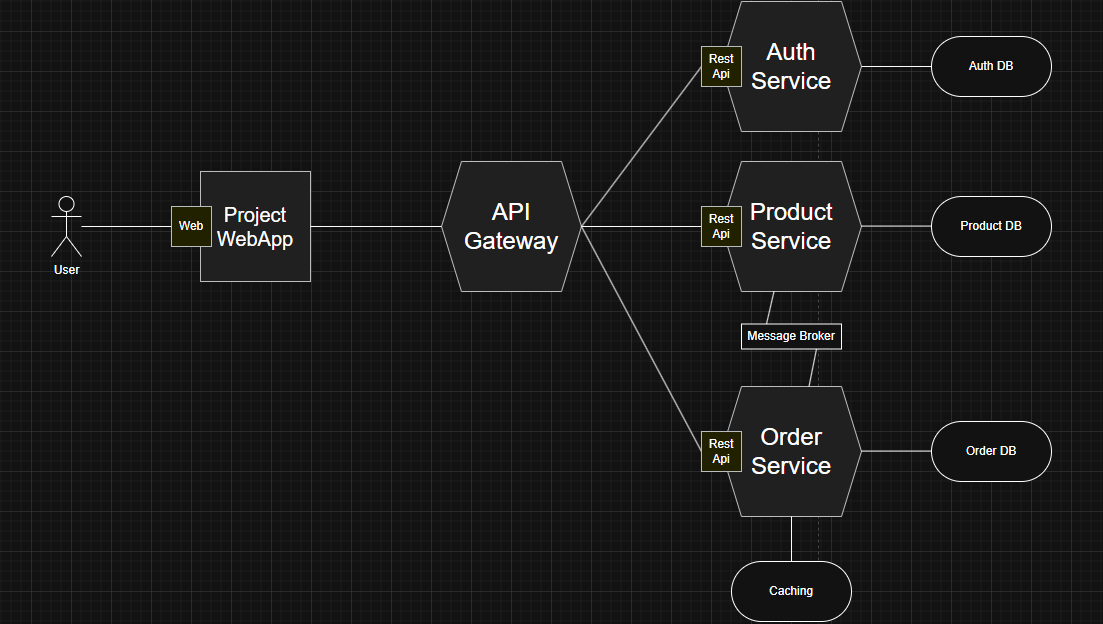 Rest
Api
Auth
Service
Auth DB
User
Web
Project
WebApp
API
Gateway
Rest
Api
Product
Service
Product DB
Message Broker
Rest
Api
Order
Service
Order DB
Caching